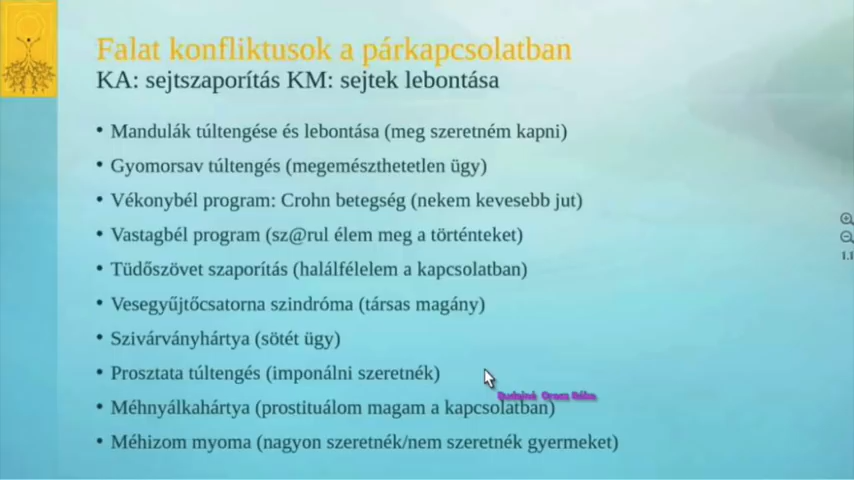 Falat konfliktusok a párkapcsolatban
KA: sejtszaporítás KM: sejtek lebontása
• Mandulák túltengése és lebontása (meg szeretném kapni)
• Gyomorsav túltengés (megemészthetetlen ügy)
• Vékonybél program: Crohn betegség (nekem kevesebb jut)
• Vastagbél program (sz@rul élem meg a történteket)
• Tüdőszövet szaporítás (halálfélelem a kapcsolatban)
• Vesegyűjtőcsatorna szindróma (társas magány)
• Szivárványhártya (sötét ügy)
• Prosztata túltengés (imponálni szeretnék)
• Méhnyálkahártya (prostituálom magam a kapcsolatban)
• Méhizom myoma (nagyon szeretnék/nem szeretnék gyermeket)